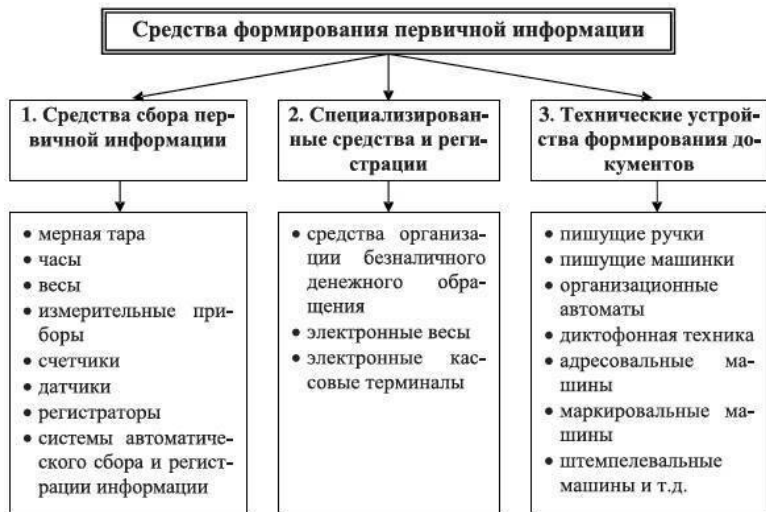 Средства формирования первичной информации
1. Средства сбора пер-
вичной информации
2. Специализирован-
ные средства и реги-
страции
3. Технические устрой-
ства формирования до-
кументов
• мерная тара
• часы
• весы
• измерительные при-
боры
• счетчики
• датчики
• регистраторы
• системы автоматиче-
ского сбора и регист-
рации информации
• средства организа-
ции безналичного
денежного обра-
щения
• электронные весы
• электронные кас-
совые терминалы
• пишущие ручки
• пишущие машинки
• организационные
автоматы
• диктофонная техника
• адресовальные ма-
шины
• маркировальные ма-
шины
• штемпелевальные
машины и т.д.